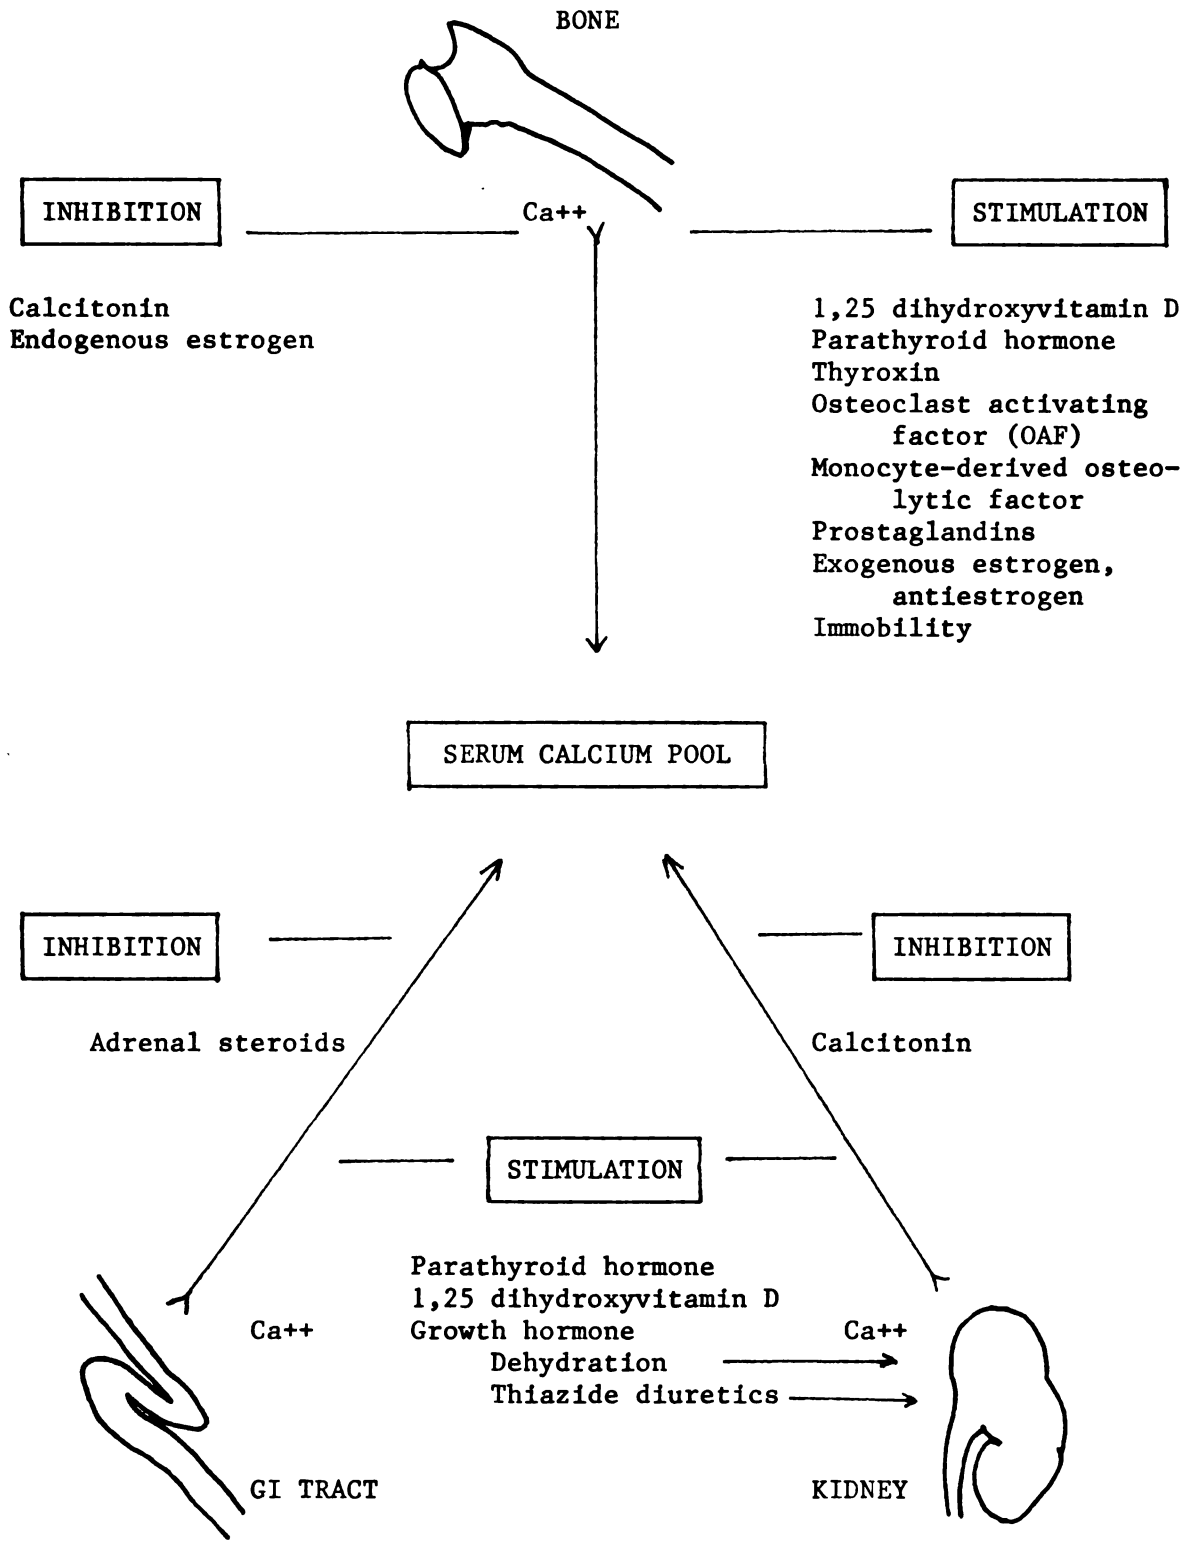 BONE
INHIBITION
Ca++
STIMULATION
Calcitonin
Endogenous estrogen
1,25 dihydroxyvitamin D
Parathyroid hormone
Thyroxin
Osteoclast activating
factor (OAF)
Monocyte-derived osteo-
lytic factor
Prostaglandins
Exogenous estrogen,
antiestrogen
Immobility
SERUM CALCIUM POOL
INHIBITION
INHIBITION
Adrenal steroids
Calcitonin
STIMULATION
Parathyroid hormone
1,25 dihydroxyvitamin D
Ca++
Growth hormone
Ca++
Dehydration
Thiazide diuretics
GI TRACT
KIDNEY